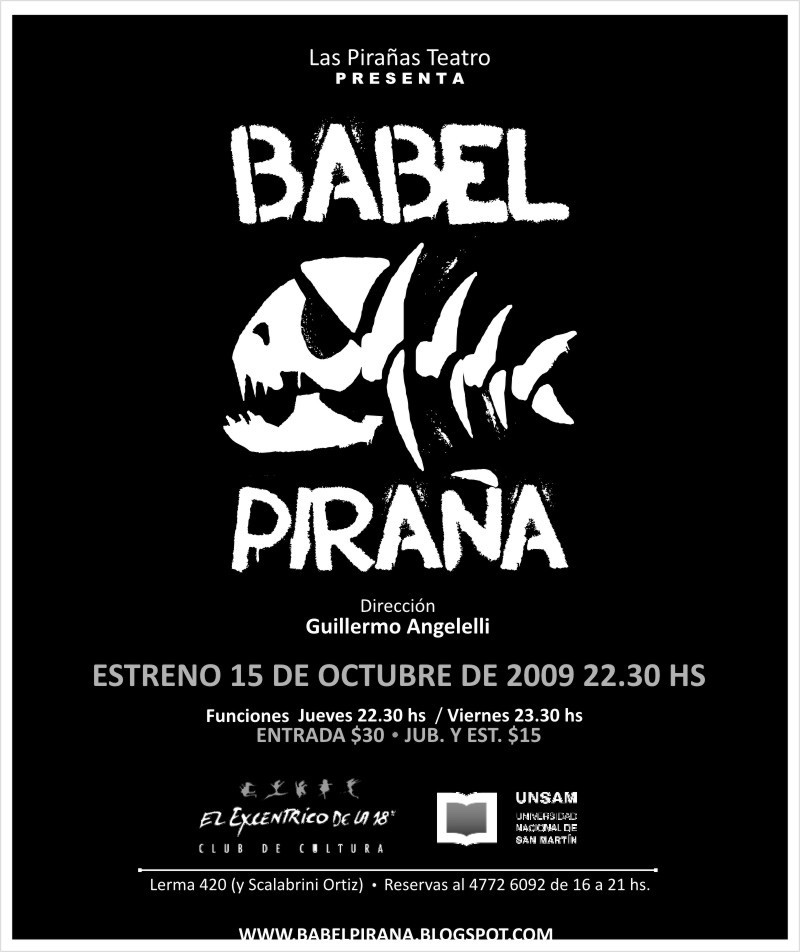 Las Pirañas Teatro
PRESENTA
BABEL
PIRAÑA
Dirección
Guillermo Angelelli
ESTRENO 15 DE OCTUBRE DE 2009 22.30 HS
Funciones Jueves 22.30 hs / Viernes 23.30 hs
ENTRADA $30 • JUB. Y EST. $15
EL EXCENTRICO DE LA 18ª
CLUB DE CULTURA
UNSAM
UNIVERSIDAD
NACIONAL DE
SAN MARTÍN
Lerma 420 (y Scalabrini Ortiz) • Reservas al 4772 6092 de 16 a 21 hs.
WWW.BABELPIRANA.BLOGSPOT.COM